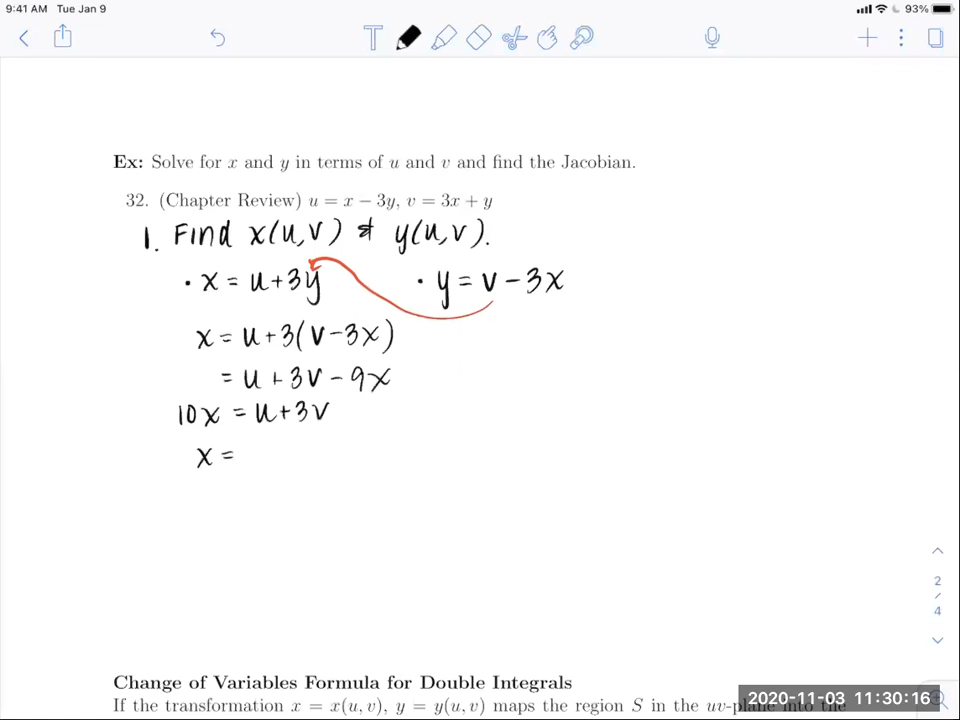 9:41 AM Tue Jan 9
93%
Ex: Solve for x and y in terms of u and v and find the Jacobian.
32. (Chapter Review) u = x − 3y, v = 3x + y
1. Find x(u,v) & y(u,v).
· x = u + 3y · y = v − 3x
x = u + 3(v − 3x)
= u + 3v − 9x
10x = u + 3v
x =
2
/
4
Change of Variables Formula for Double Integrals
If the transformation x = x(u, v), y = y(u, v) maps the region S in the uv-plane into the
2020-11-03 11:30:16